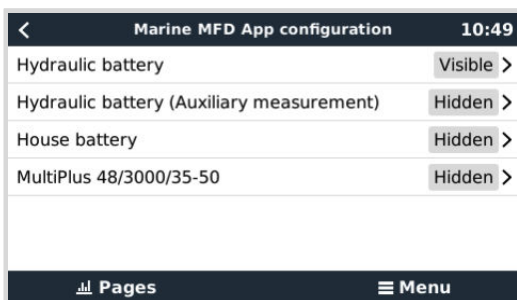 Marine MFD App configuration 10:49
Hydraulic battery Visible
Hydraulic battery (Auxiliary measurement) Hidden
House battery Hidden
MultiPlus 48/3000/35-50 Hidden
Pages Menu